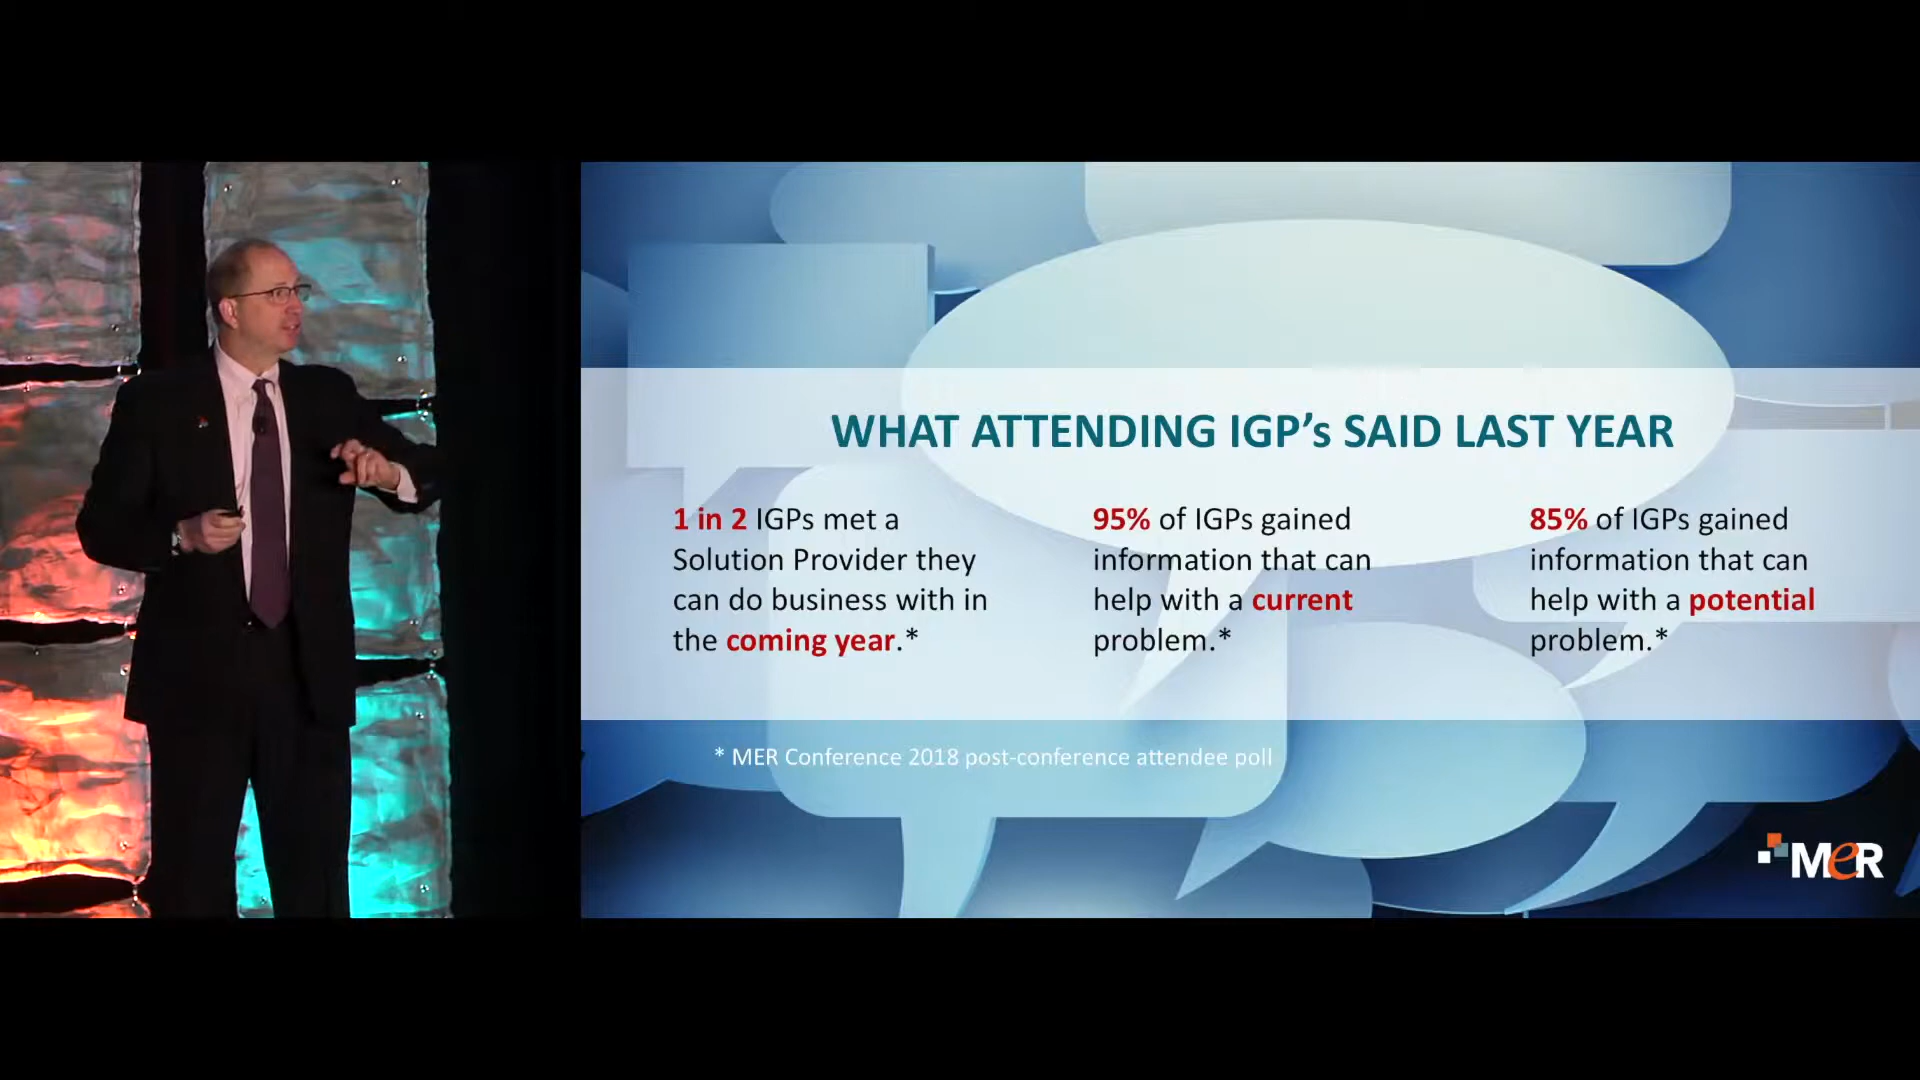 WHAT ATTENDING IGP’s SAID LAST YEAR
1 in 2 IGPs met a
Solution Provider they
can do business with in
the coming year.*
95% of IGPs gained
information that can
help with a current
problem.*
85% of IGPs gained
information that can
help with a potential
problem.*
* MER Conference 2018 post-conference attendee poll
MeR